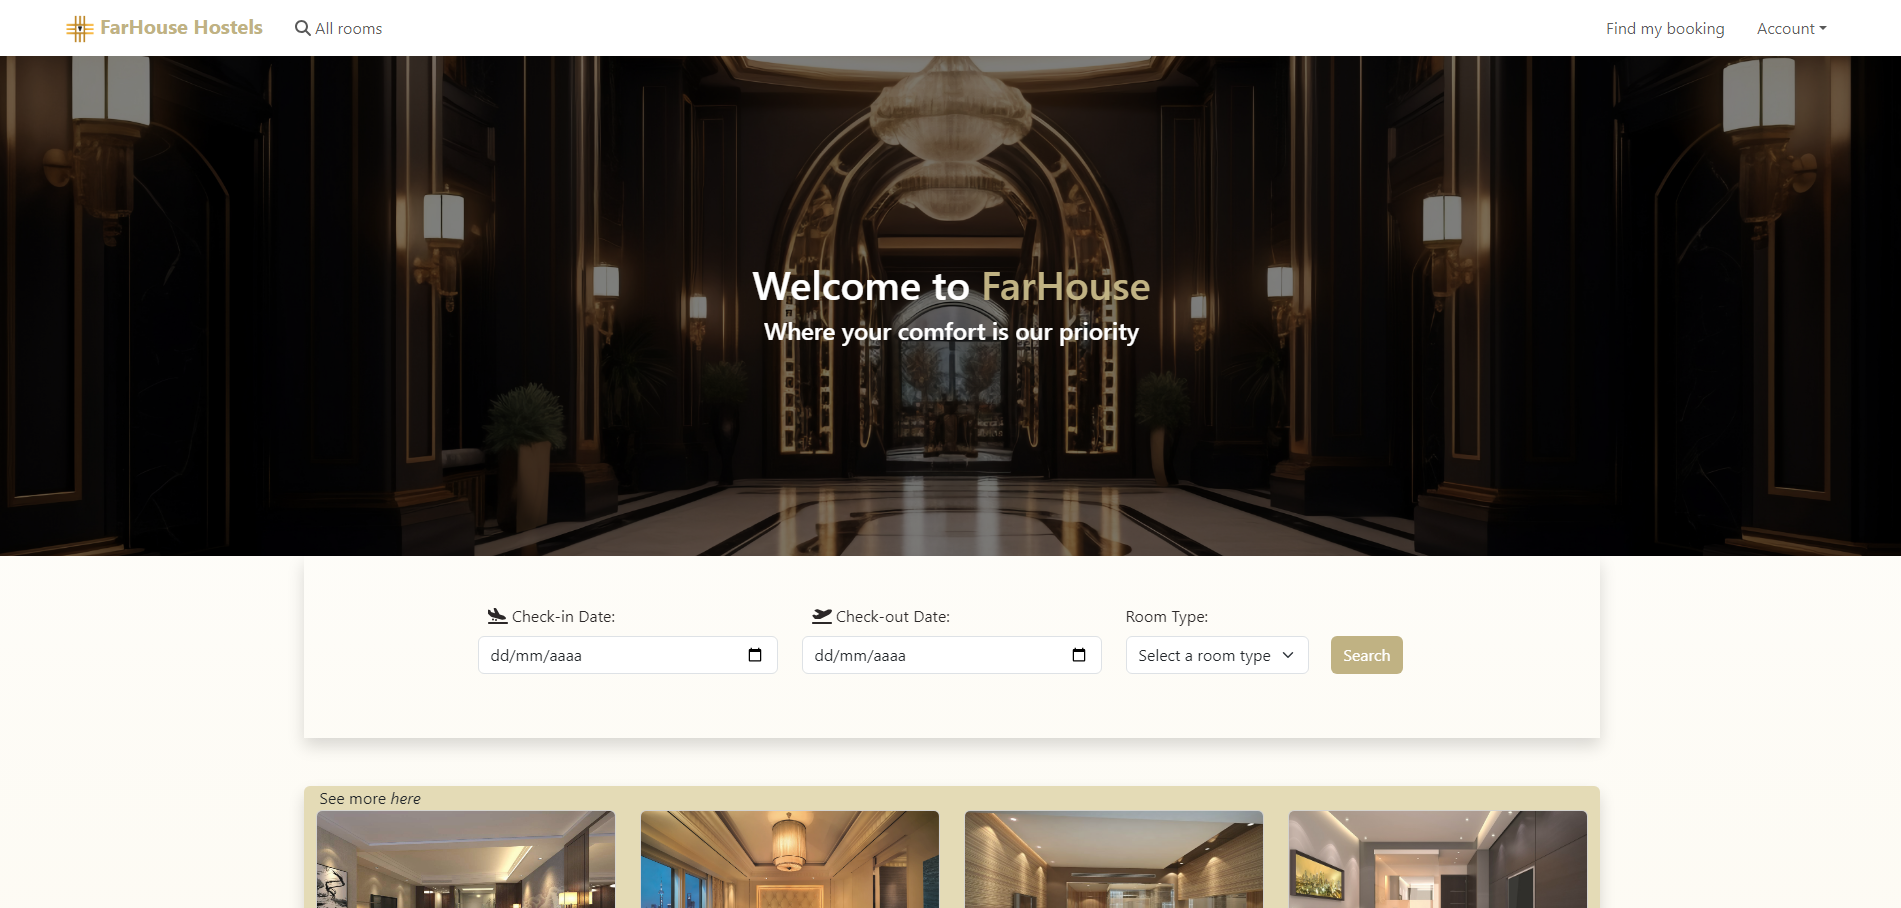 FarHouse Hostels
All rooms
Find my booking
Account
Welcome to FarHouse
Where your comfort is our priority
Check-in Date:
Check-out Date:
Room Type:
dd/mm/aaaa
dd/mm/aaaa
Select a room type
Search
See more here